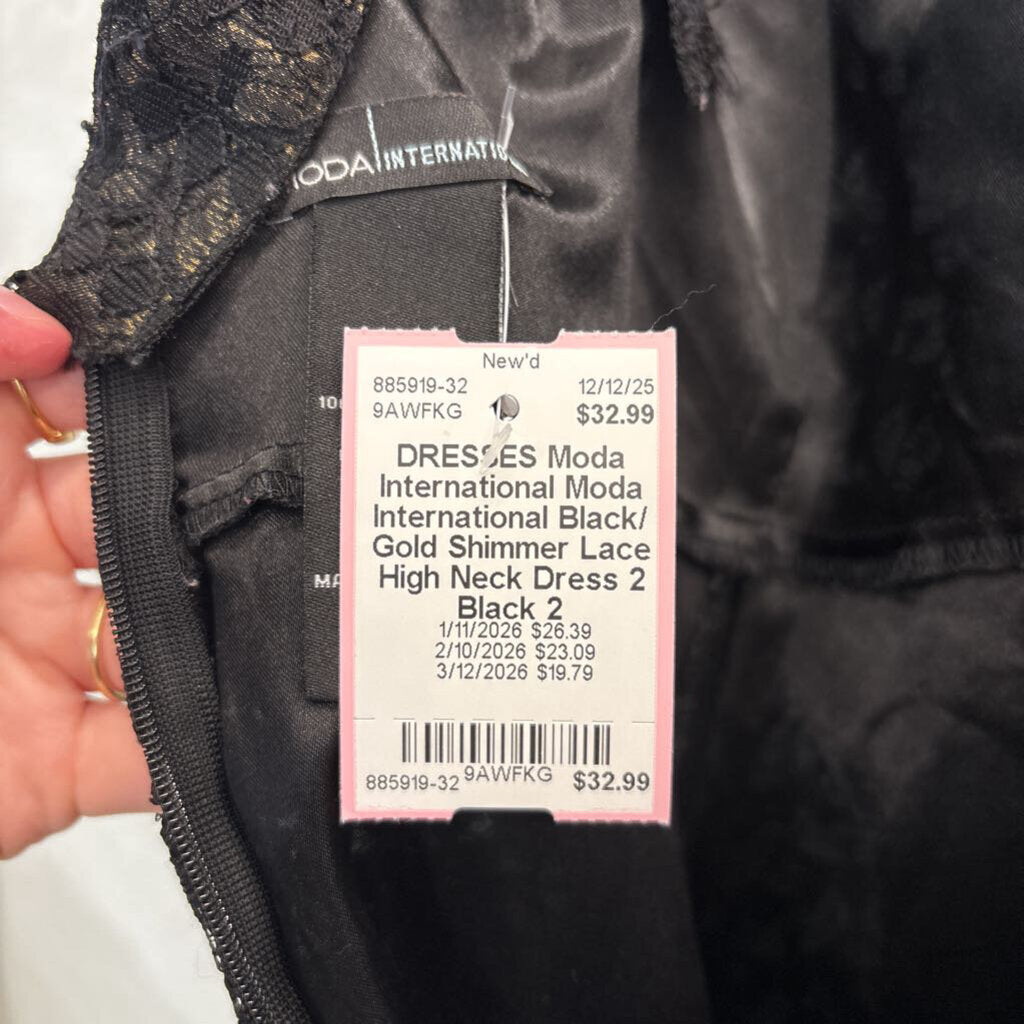 INTERNATIO
New'd
885919-32 12/12/25
9AWFKG $32.99
DRESSES Moda
International Moda
International Black/
Gold Shimmer Lace
High Neck Dress 2
Black 2
1/11/2026 $26.39
2/10/2026 $23.09
3/12/2026 $19.79
885919-32 9AWFKG $32.99